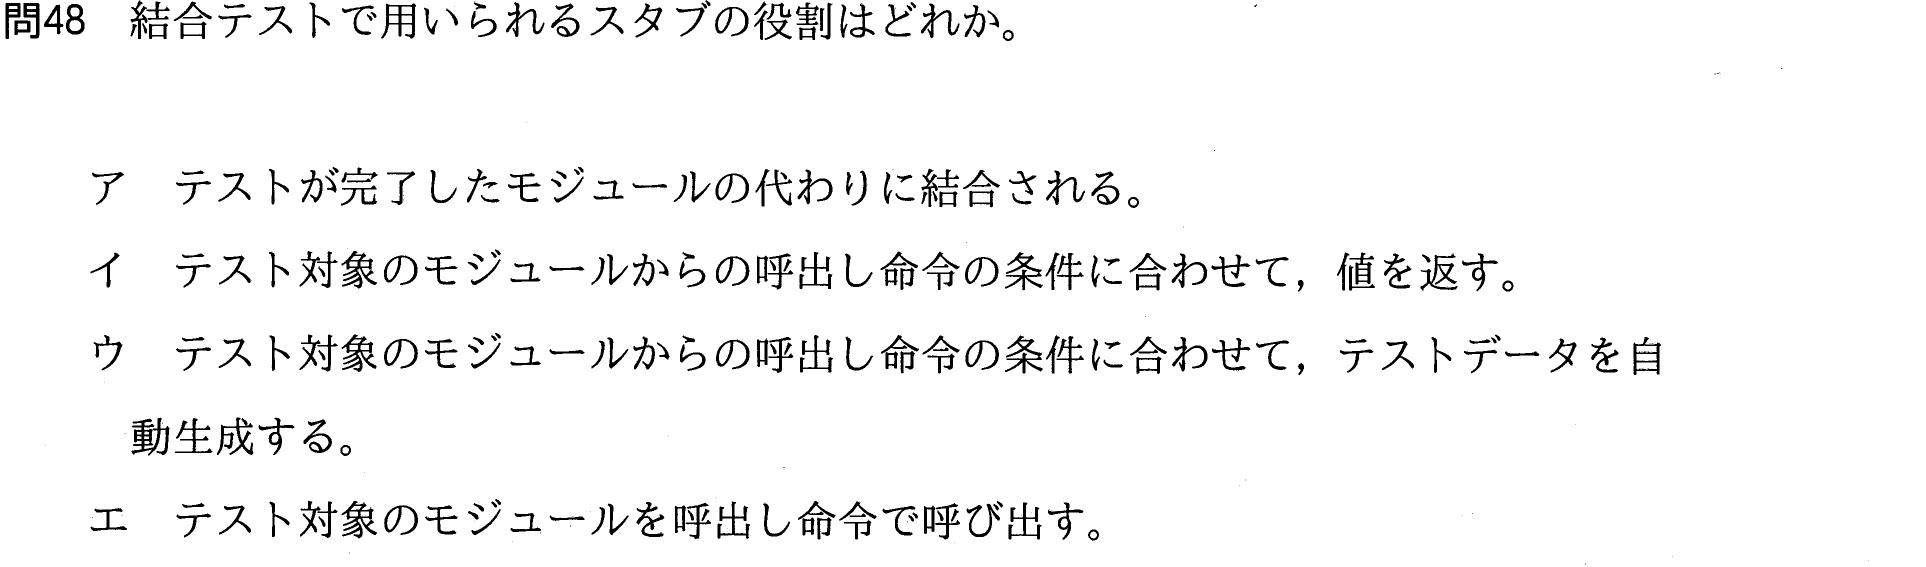 問48　結合テストで用いられるスタブの役割はどれか。
ア　テストが完了したモジュールの代わりに結合される。
イ　テスト対象のモジュールからの呼出し命令の条件に合わせて，値を返す。
ウ　テスト対象のモジュールからの呼出し命令の条件に合わせて，テストデータを自
動生成する。
エ　テスト対象のモジュールを呼出し命令で呼び出す。